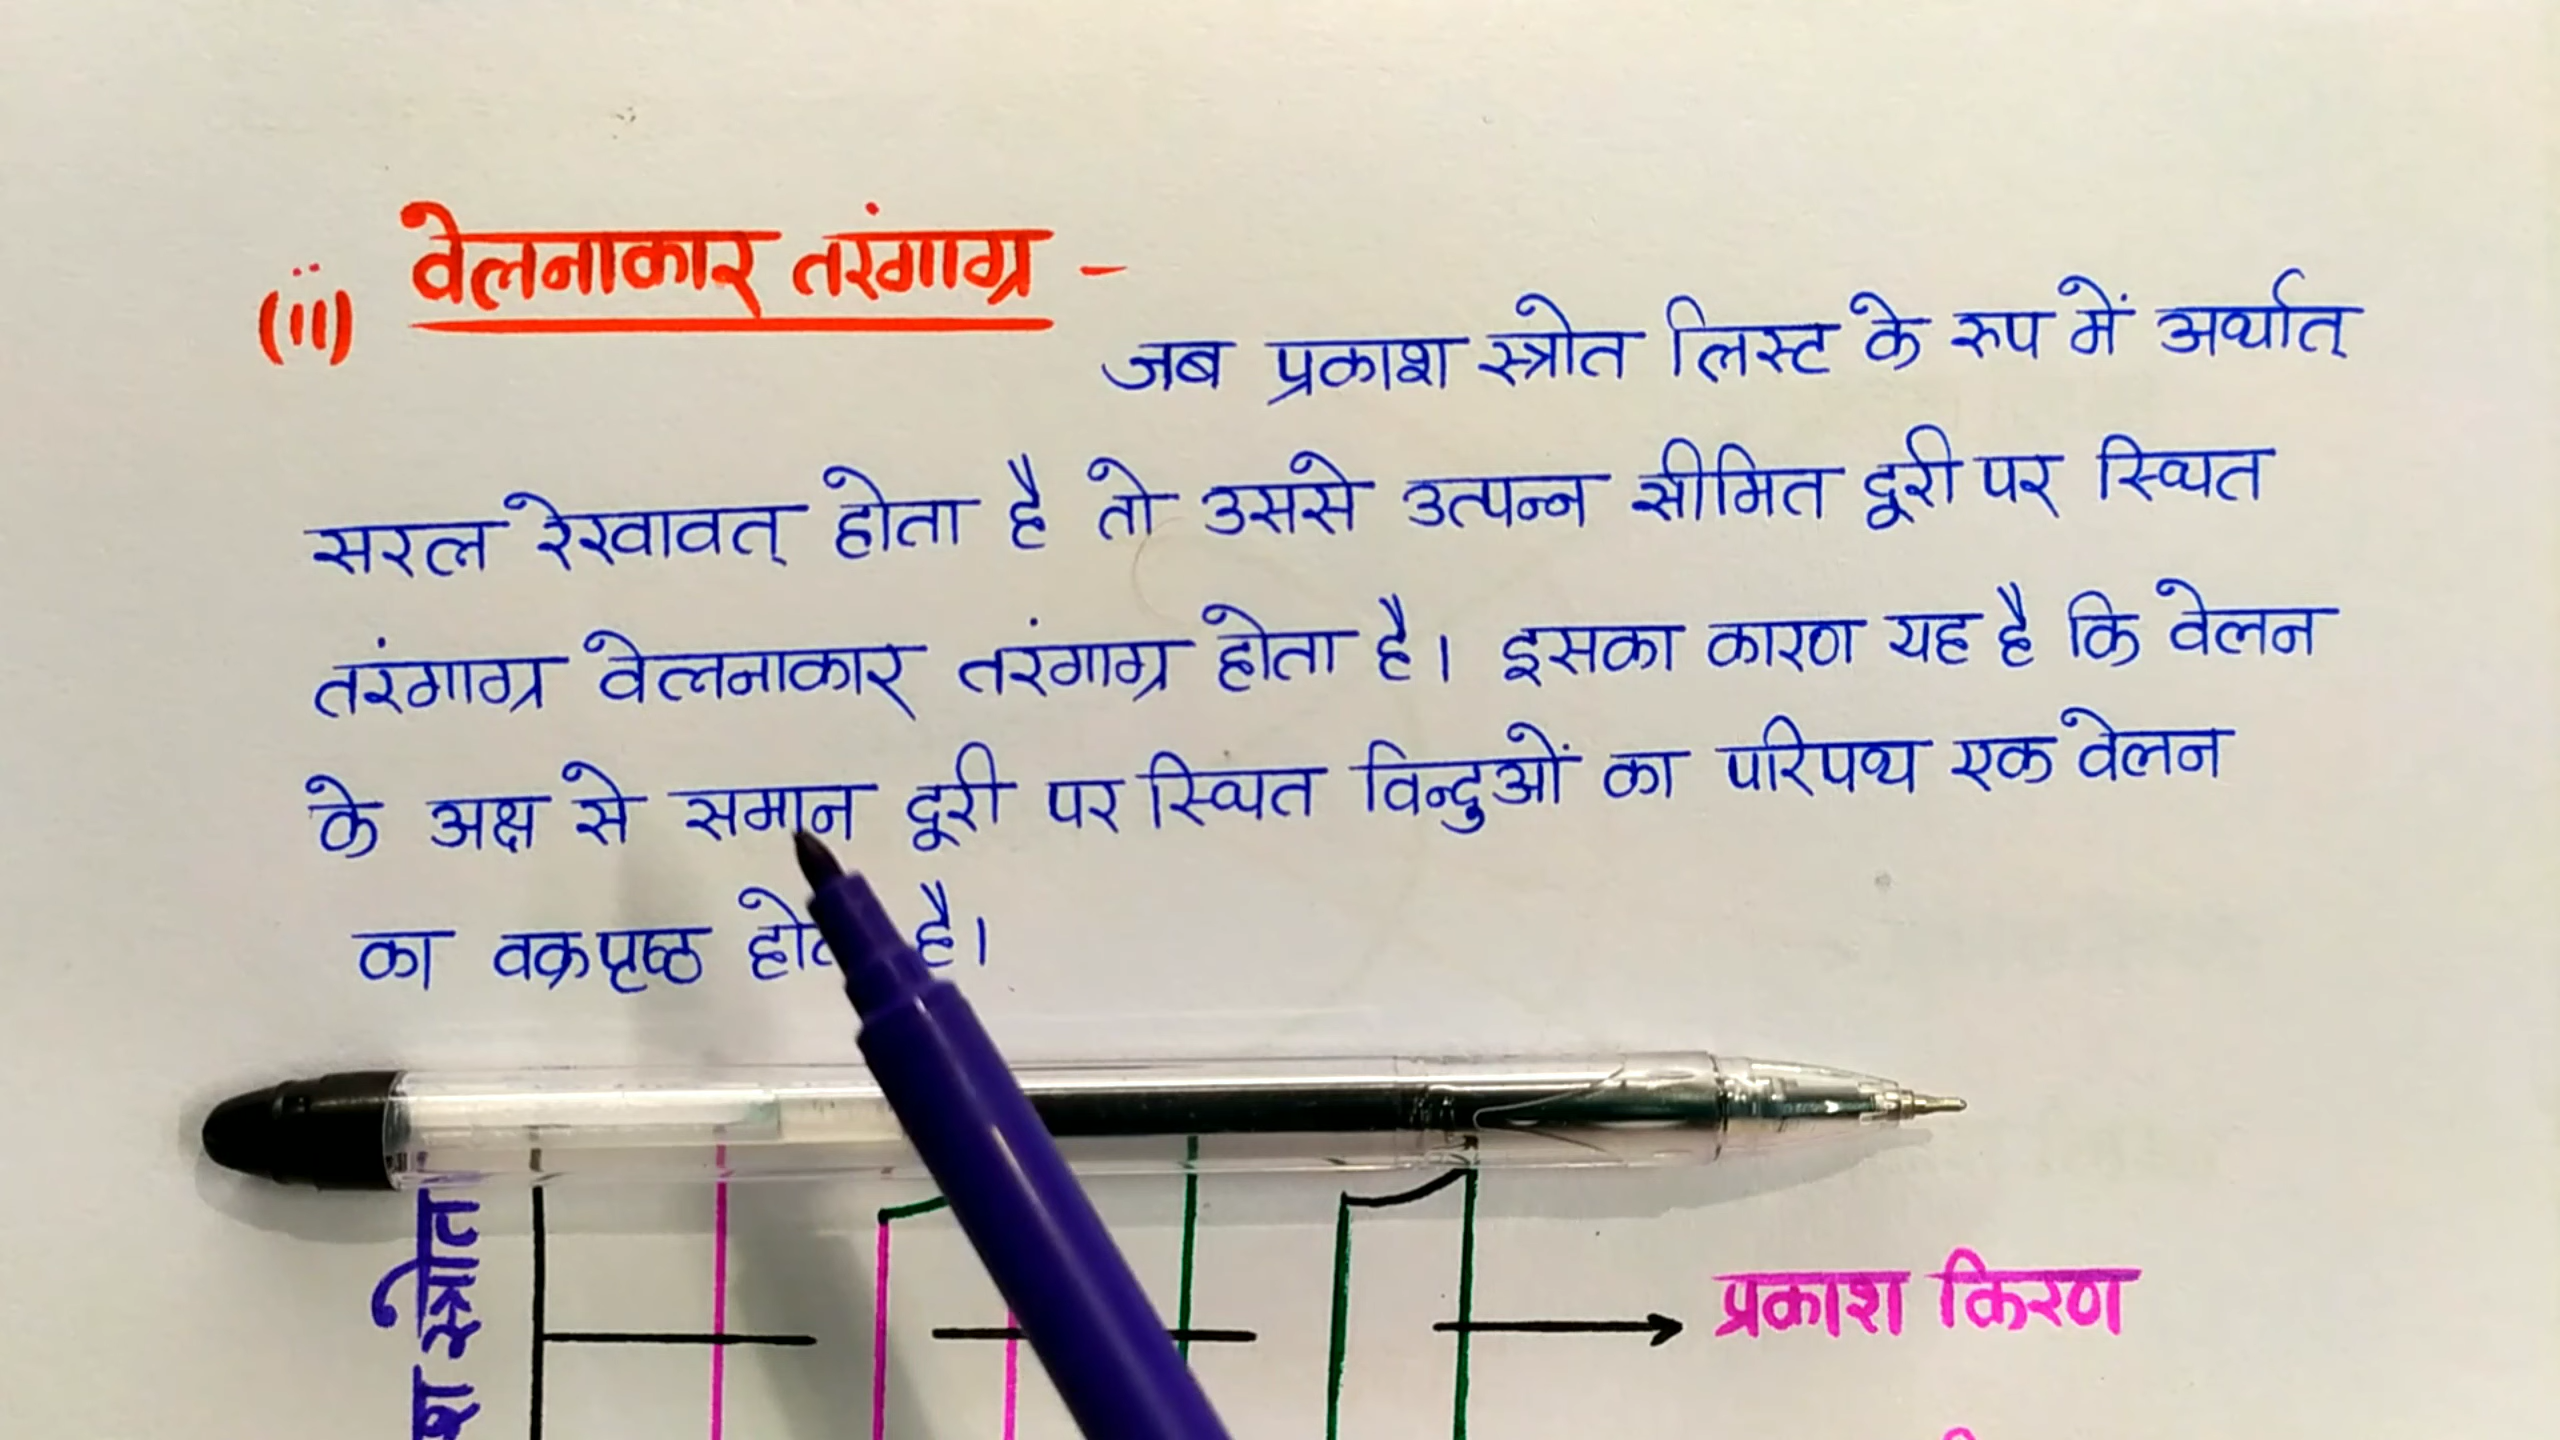 (ii) वेलनाकार तरंगाग्र -
जब प्रकाश स्त्रोत लिस्ट के रूप में अर्थात्
सरल रेखावत् होता है तो उससे उत्पन्न सीमित दूरी पर स्थित
तरंगाग्र वेलनाकार तरंगाग्र होता है। इसका कारण यह है कि वेलन
के अक्ष से समान दूरी पर स्थित विन्दुओं का परिपथ एक वेलन
का वक्रपृष्ठ है।
स्त्रोत
प्रकाश किरण